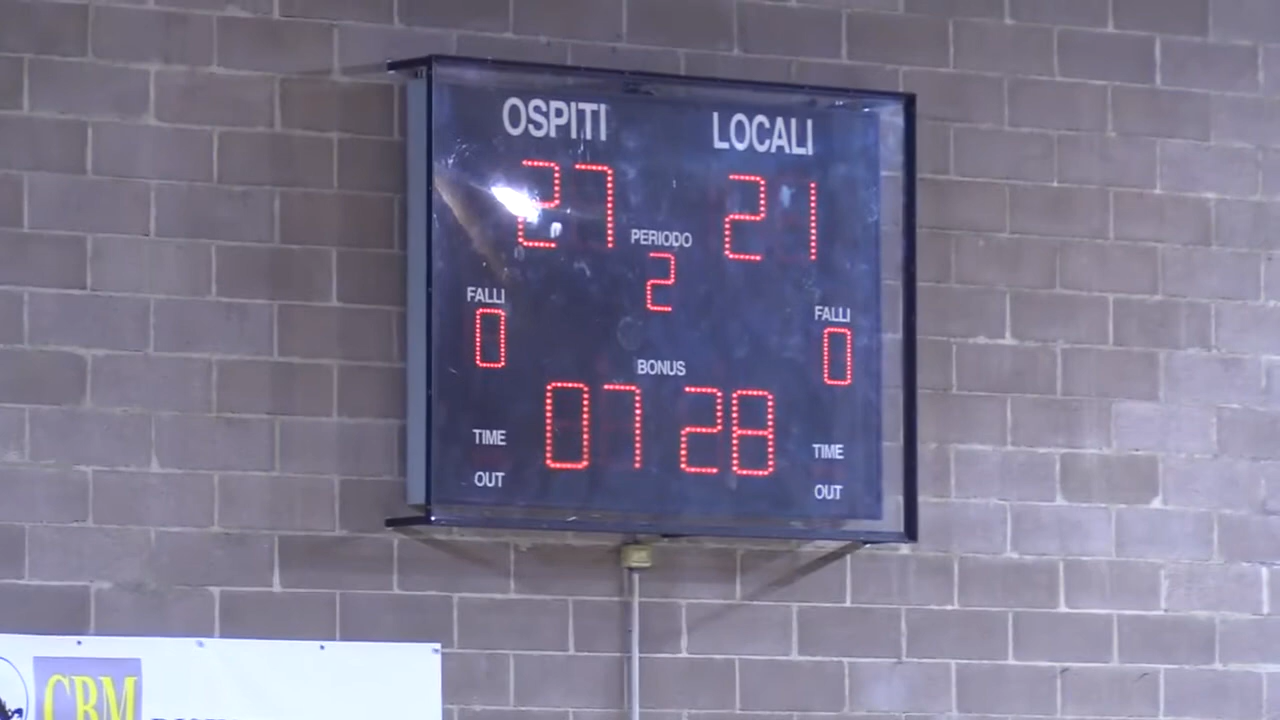 OSPITI LOCALI
27 21
PERIODO
2
FALLI FALLI
0 0
BONUS
07 28
TIME TIME
OUT OUT
CBM